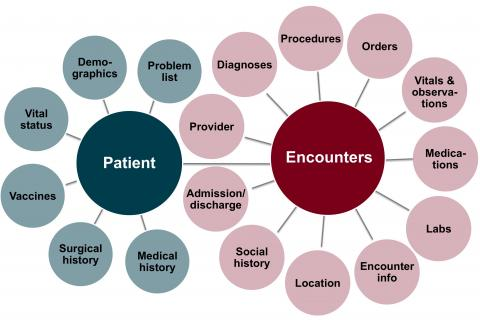 Procedures
Orders
Diagnoses
Demo-
graphics
Problem
list
Vitals &
observa-
tions
Vital
status
Provider
Patient
Encounters
Medica-
tions
Vaccines
Admission/
discharge
Labs
Surgical
history
Medical
history
Social
history
Location
Encounter
info